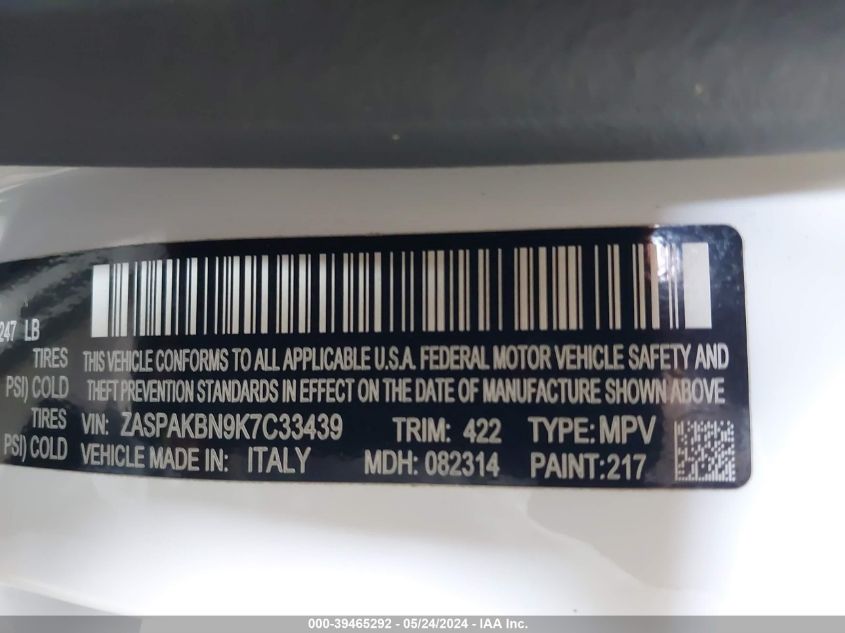 247 LB
TIRES
PSI) COLD
TIRES
PSI) COLD
THIS VEHICLE CONFORMS TO ALL APPLICABLE U.S.A. FEDERAL MOTOR VEHICLE SAFETY AND
THEFT PREVENTION STANDARDS IN EFFECT ON THE DATE OF MANUFACTURE SHOWN ABOVE
VIN: ZASPAKBN9K7C33439 TRIM: 422 TYPE: MPV
VEHICLE MADE IN: ITALY MDH: 082314 PAINT: 217
000-39465292 - 05/24/2024 - IAA Inc.